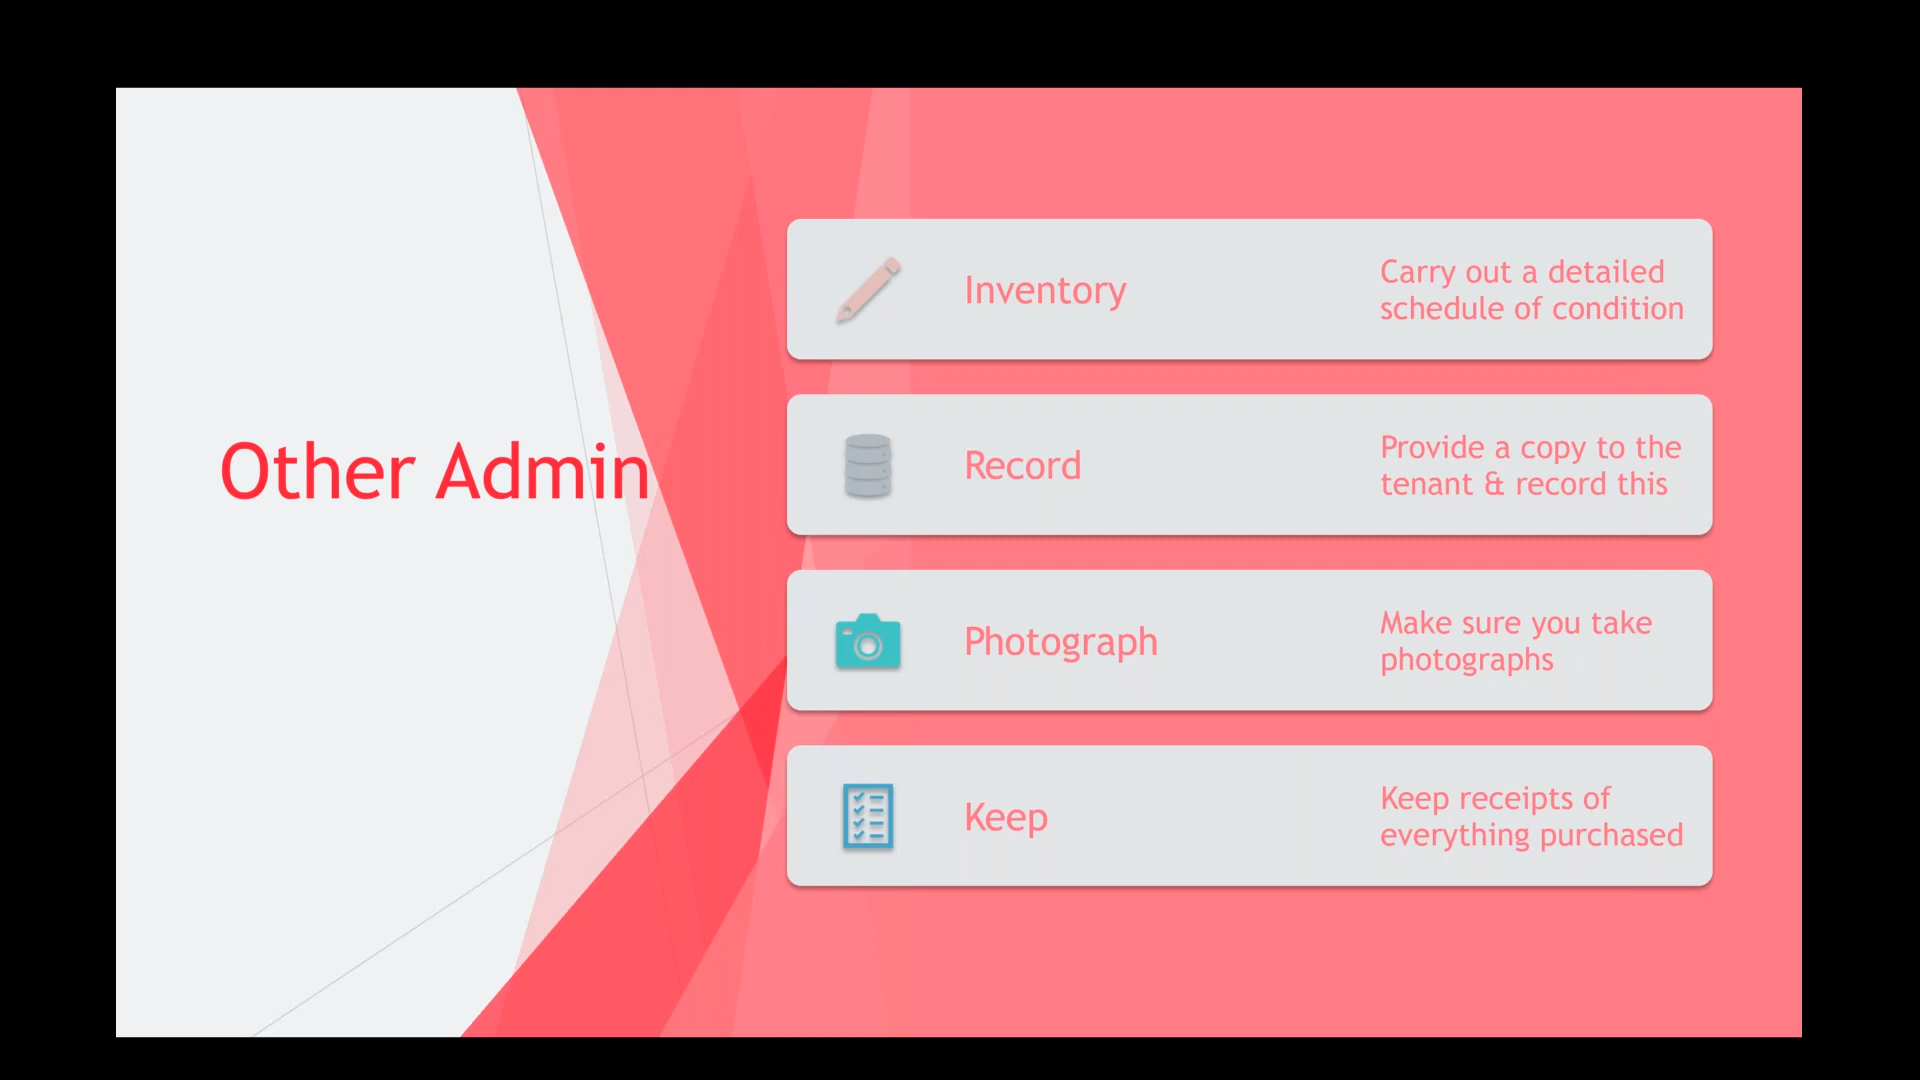 Other Admin
Inventory
Carry out a detailed
schedule of condition
Record
Provide a copy to the
tenant & record this
Photograph
Make sure you take
photographs
Keep
Keep receipts of
everything purchased